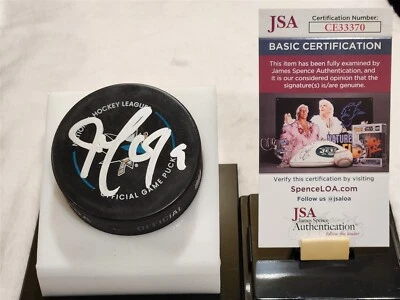 HOCKEY LEAGUE
OFFICIAL GAME PUCK
OFFICIAL
JSA
Certification Number:
CE33370
BASIC CERTIFICATION
This item has been fully examined by
James Spence Authentication, and
it is our considered opinion that the
signature(s) is/are genuine.
Verify this certification by visiting
SpenceLOA.com
Follow us @jsaloa
JSA
James Spence
Authentication